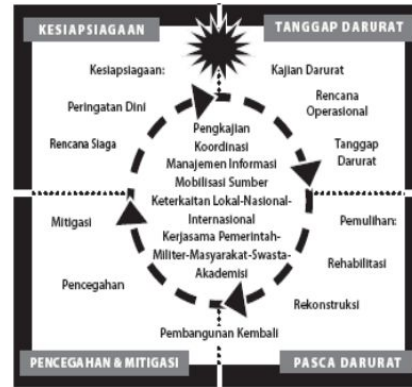 KESIAPSIAGAAN
TANGGAP DARURAT
Kesiapsiagaan:
Peringatan Dini
Rencana Siaga
Kajian Darurat
Rencana
Operasional
Tanggap
Darurat
Pengkajian
Koordinasi
Manajemen Informasi
Mobilisasi Sumber
Keterkaitan Lokal-Nasional-
Internasional
Kerjasama Pemerintah-
Militer-Masyarakat-Swasta-
Akademisi
Mitigasi
Pencegahan
Pemulihan:
Rehabilitasi
Rekonstruksi
Pembangunan Kembali
PENCEGAHAN & MITIGASI
PASCA DARURAT